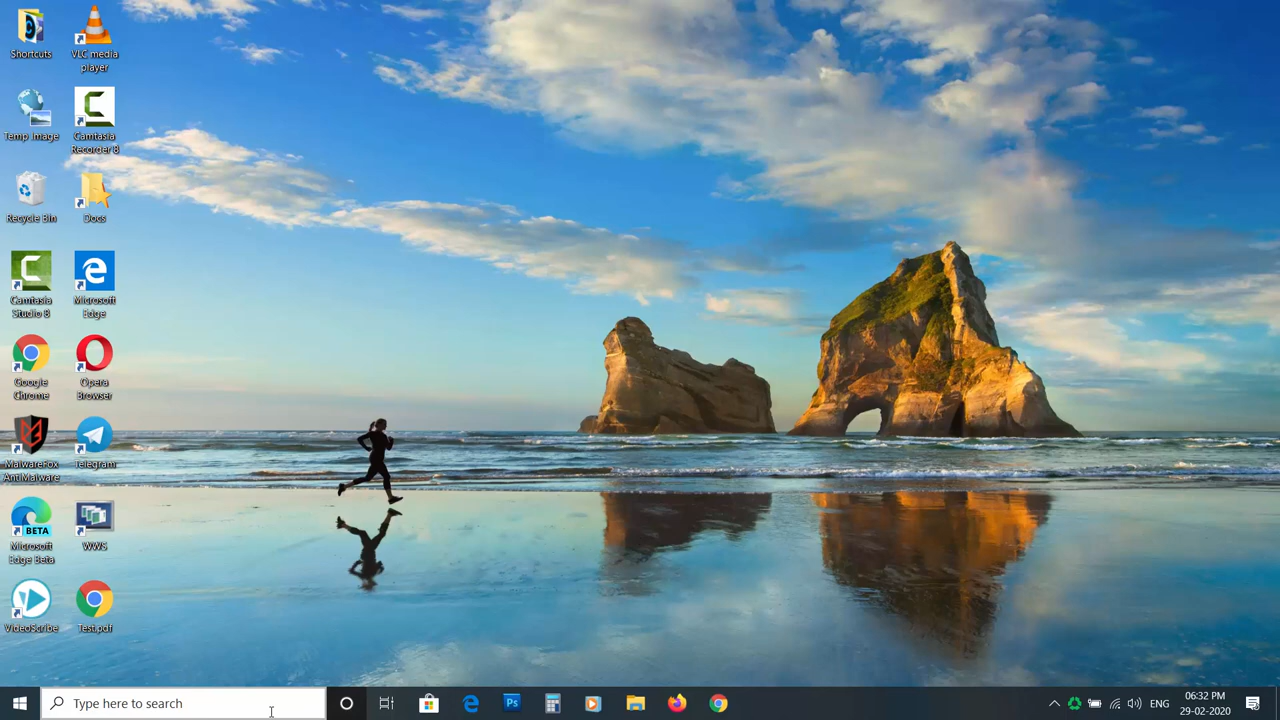 Shortcuts
VLC media
player
Temp Image
Camtasia
Recorder 8
Recycle Bin
Docs
Camtasia
Studio 8
Microsoft
Edge
Google
Chrome
Opera
Browser
MalwareFox
AntiMalware
Telegram
BETA
Microsoft
Edge Beta
WWS
VideoScribe
Test.pdf
Type here to search
Ps
ENG
06:32 PM
29-02-2020